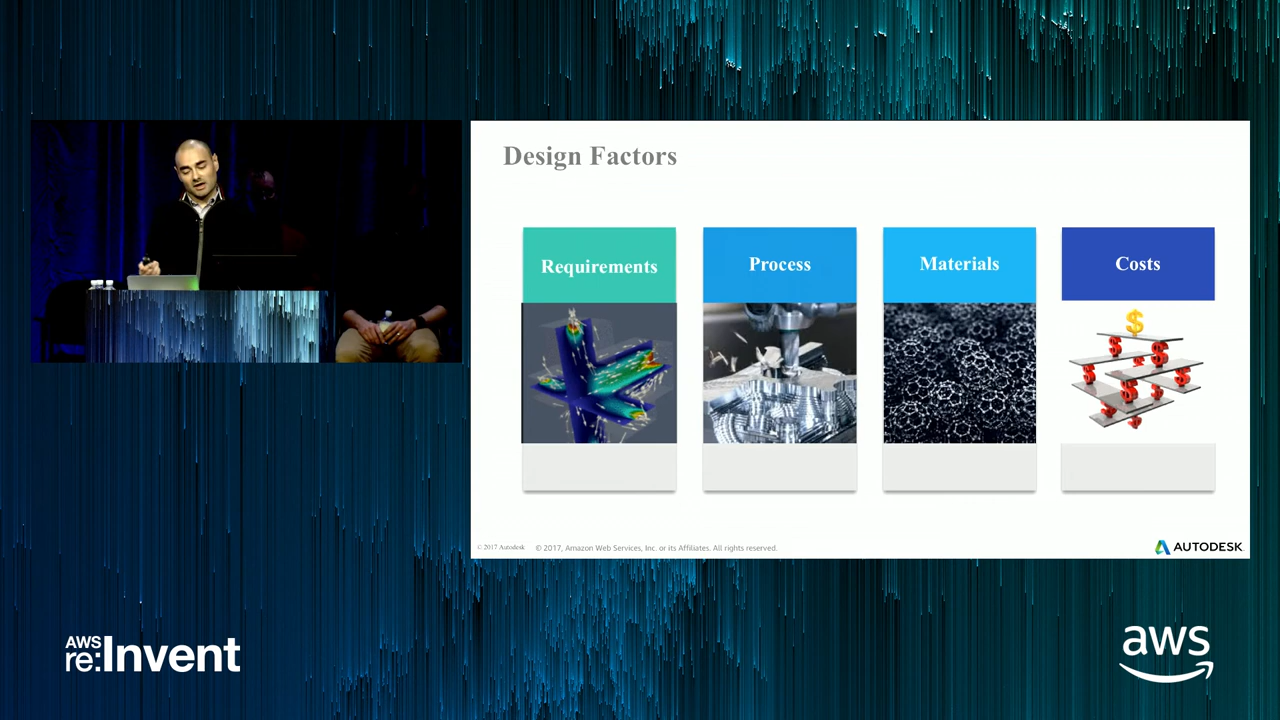 Design Factors
Requirements
Process
Materials
Costs
$
$ $
$ $ $
$ $
$
© 2017 Autodesk © 2017, Amazon Web Services, Inc. or its Affiliates. All rights reserved.
AUTODESK
AWS
re:Invent
aws